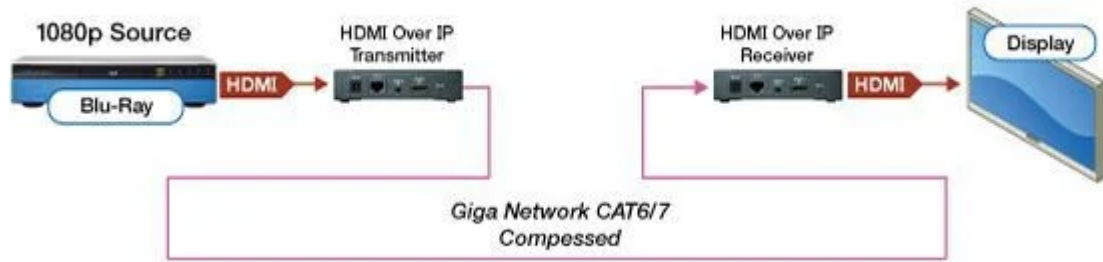 1080p Source
HDMI Over IP
Transmitter
HDMI Over IP
Receiver
Display
HDMI
HDMI
Blu-Ray
Giga Network CAT6/7
Compessed